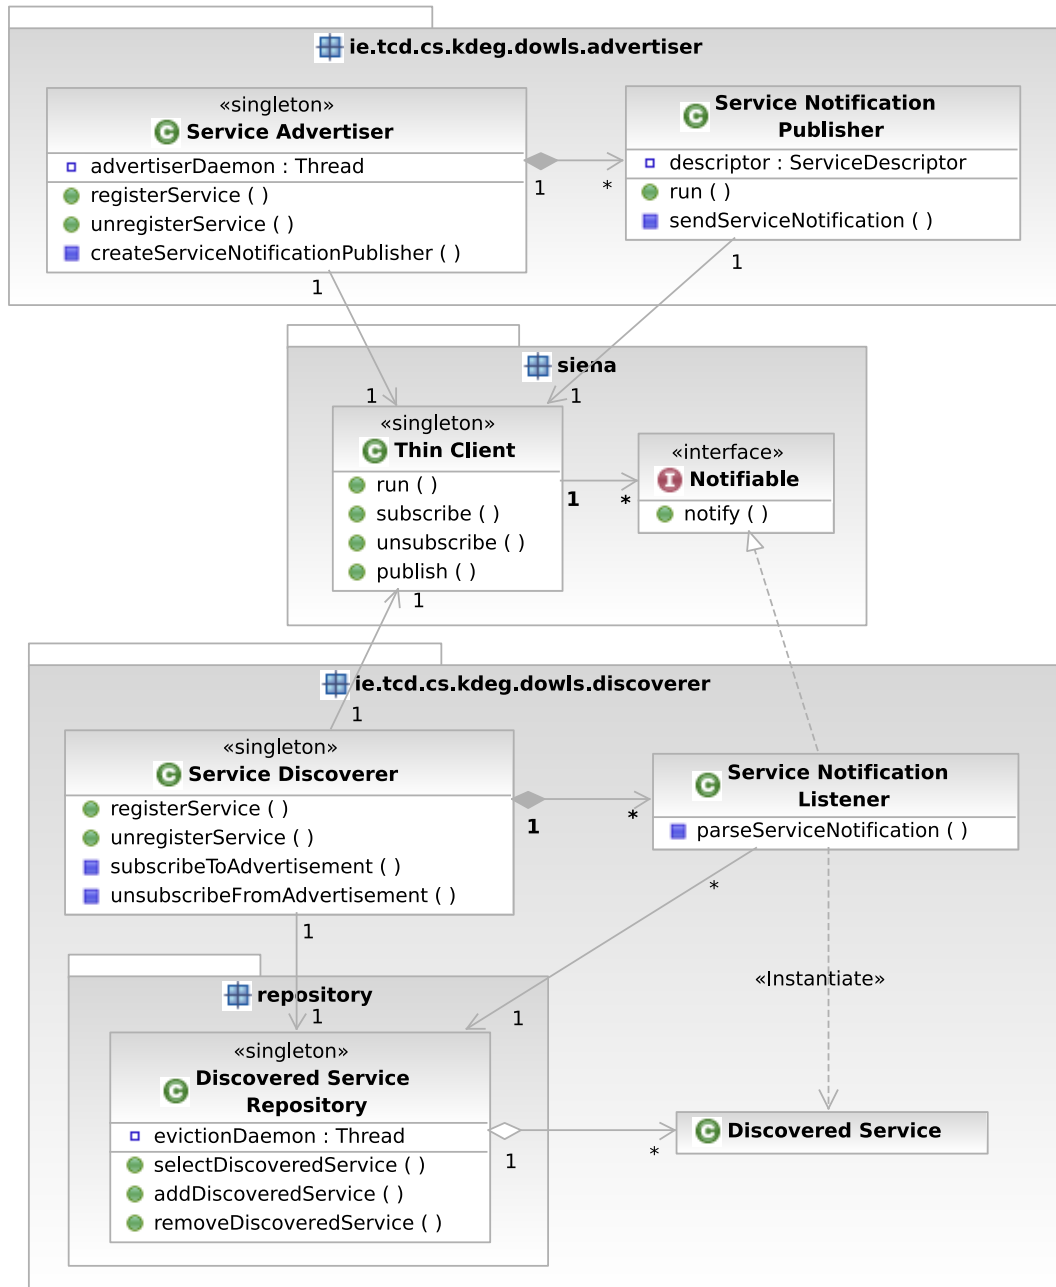 ie.tcd.cs.kdeg.dowls.advertiser
«singleton»
Service Advertiser
advertiserDaemon : Thread
registerService ( )
unregisterService ( )
createServiceNotificationPublisher ( )
1
*
Service Notification
Publisher
descriptor : ServiceDescriptor
run ( )
sendServiceNotification ( )
1
1
siena
1
1
«singleton»
Thin Client
run ( )
subscribe ( )
unsubscribe ( )
publish ( )
1
*
«interface»
Notifiable
notify ( )
1
ie.tcd.cs.kdeg.dowls.discoverer
1
«singleton»
Service Discoverer
registerService ( )
unregisterService ( )
subscribeToAdvertisement ( )
unsubscribeFromAdvertisement ( )
1
*
Service Notification
Listener
parseServiceNotification ( )
*
1
«Instantiate»
repository
1
1
«singleton»
Discovered Service
Repository
evictionDaemon : Thread
selectDiscoveredService ( )
addDiscoveredService ( )
removeDiscoveredService ( )
1
*
Discovered Service